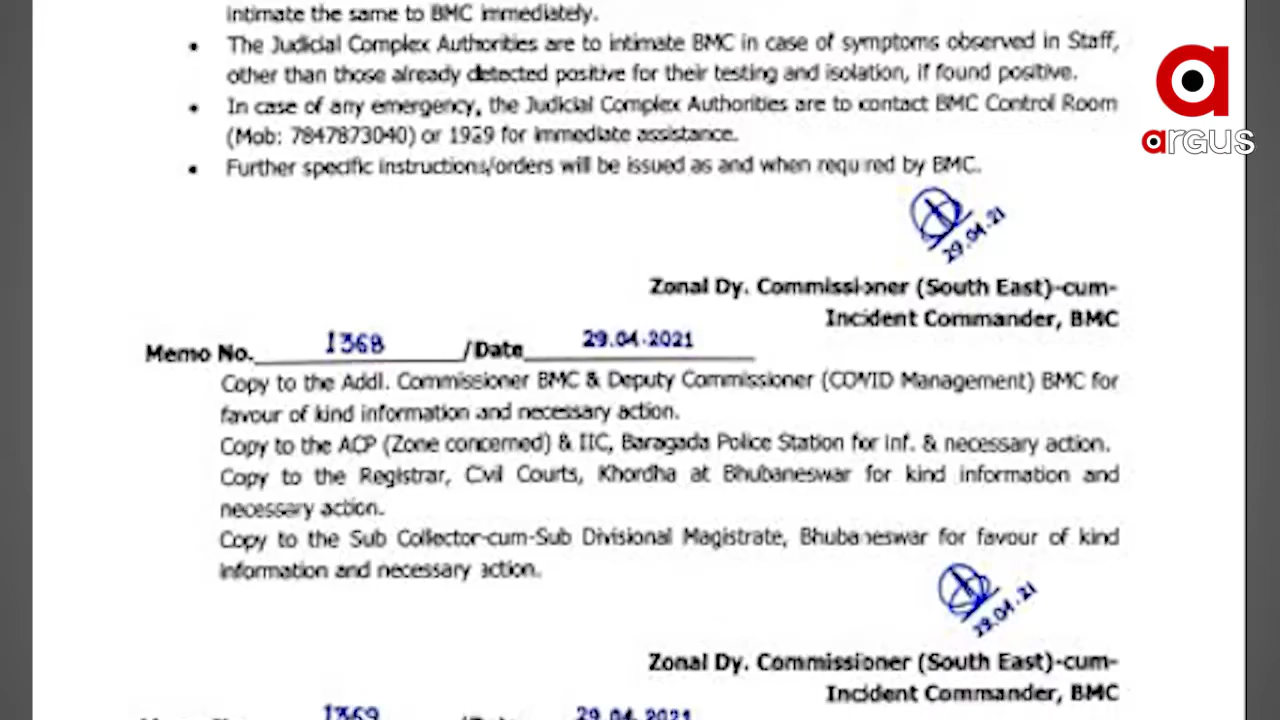 intimate the same to BMC immediately.
• The Judicial Complex Authorities are to intimate BMC in case of symptoms observed in Staff,
other than those already detected positive for their testing and isolation, if found positive.
• In case of any emergency, the Judicial Complex Authorities are to contact BMC Control Room
(Mob: 7847873040) or 1929 for immediate assistance.
• Further specific instructions/orders will be issued as and when required by BMC.
29.04.21
Zonal Dy. Commissioner (South East)-cum-
Incident Commander, BMC
Memo No. 1368 /Date 29.04.2021
Copy to the Addl. Commissioner BMC & Deputy Commissioner (COVID Management) BMC for
favour of kind information and necessary action.
Copy to the ACP (Zone concerned) & IIC, Baragada Police Station for inf. & necessary action.
Copy to the Registrar, Civil Courts, Khordha at Bhubaneswar for kind information and
necessary action.
Copy to the Sub Collector-cum-Sub Divisional Magistrate, Bhubaneswar for favour of kind
information and necessary action.
29.04.21
Zonal Dy. Commissioner (South East)-cum-
Incident Commander, BMC
1369 /Date 29.04.2021
argus